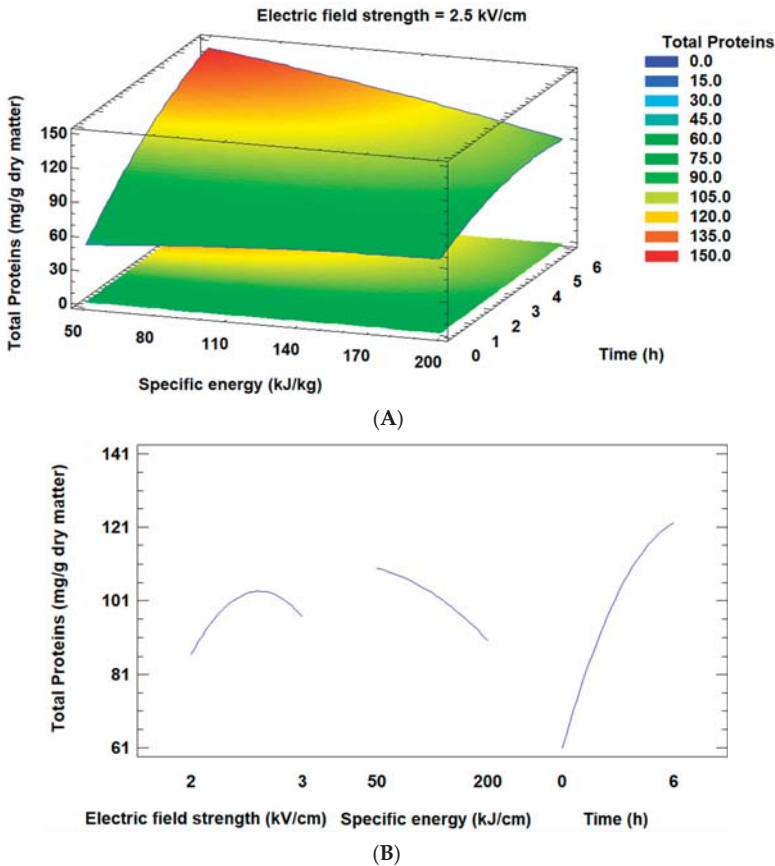 Electric field strength = 2.5 kV/cm
Total Proteins
0.0
15.0
30.0
45.0
60.0
75.0
90.0
105.0
120.0
135.0
150.0
Total Proteins (mg/g dry matter)
150
120
90
60
30
0
50 80 110 140 170 200
Specific energy (kJ/kg)
0 1 2 3 4 5 6
Time (h)
(A)
Total Proteins (mg/g dry matter)
141
121
101
81
61
2 3 50 200 0 6
Electric field strength (kV/cm) Specific energy (kJ/cm) Time (h)
(B)